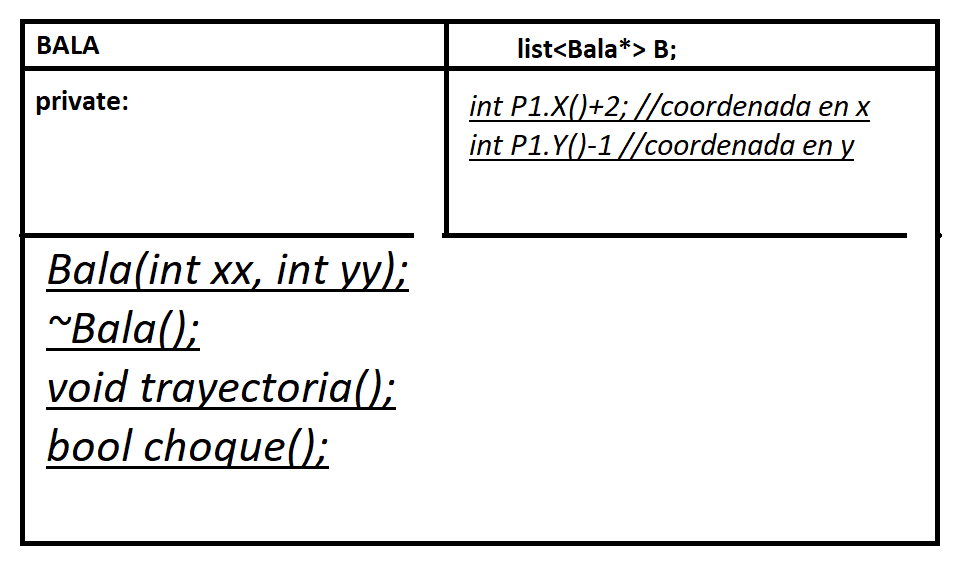 BALA
list<Bala*> B;
private:
int P1.X()+2; //coordenada en x
int P1.Y()-1 //coordenada en y
Bala(int xx, int yy);
~Bala();
void trayectoria();
bool choque();